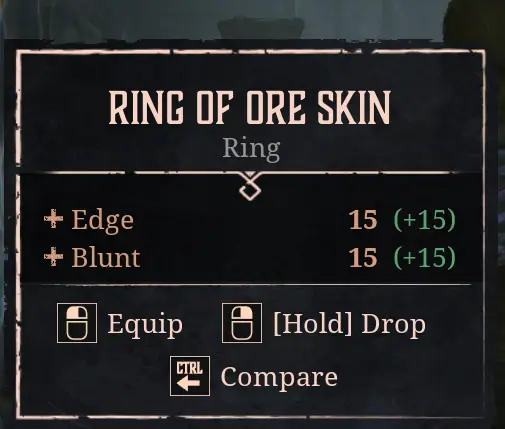 RING OF ORE SKIN
Ring
Edge 15 (+15)
Blunt 15 (+15)
Equip [Hold] Drop
CTRL Compare